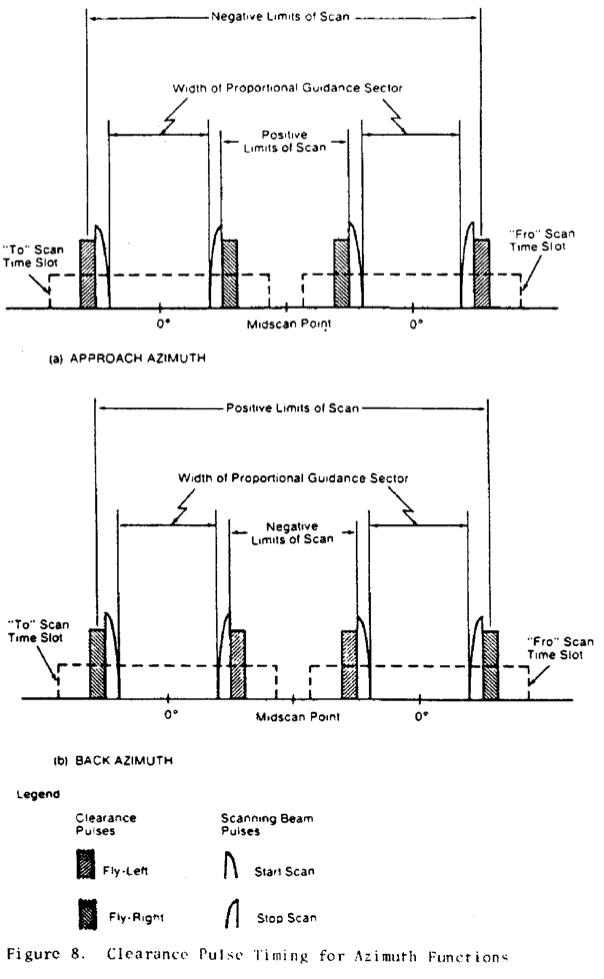 Negative Limits of Scan
Width of Proportional Guidance Sector
Positive
Limits of Scan
"To" Scan
Time Slot
"Fro" Scan
Time Slot
0°
Midscan Point
0°
(a) APPROACH AZIMUTH
Positive Limits of Scan
Width of Proportional Guidance Sector
Negative
Limits of Scan
"To" Scan
Time Slot
"Fro" Scan
Time Slot
0°
Midscan Point
0°
(b) BACK AZIMUTH
Legend
Clearance
Pulses
Scanning Beam
Pulses
Fly-Left
Start Scan
Fly-Right
Stop Scan
Figure 8. Clearance Pulse Timing for Azimuth Functions